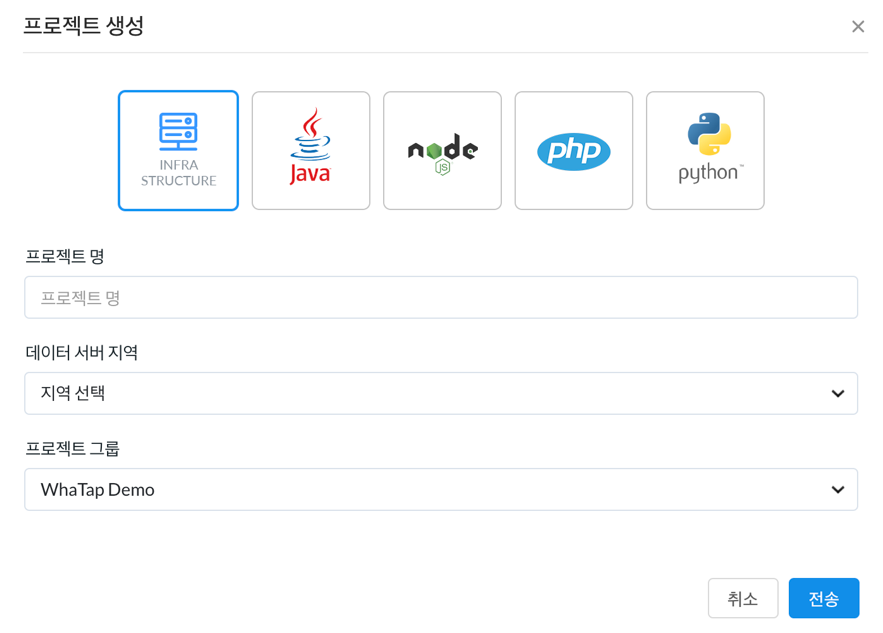 프로젝트 생성
INFRA
STRUCTURE
Java
node
JS
php
python™
프로젝트 명
프로젝트 명
데이터 서버 지역
지역 선택
프로젝트 그룹
WhaTap Demo
취소
전송